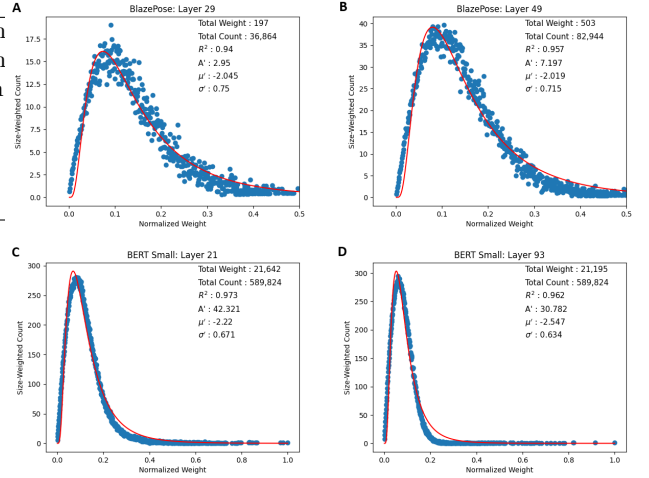 A
BlazePose: Layer 29
Total Weight : 197
Total Count : 36,864
R² : 0.94
A' : 2.95
μ' : -2.045
σ' : 0.75
Size-Weighted Count
17.5
15.0
12.5
10.0
7.5
5.0
2.5
0.0
0.0 0.1 0.2 0.3 0.4 0.5
Normalized Weight
B
BlazePose: Layer 49
Total Weight : 503
Total Count : 82,944
R² : 0.957
A' : 7.197
μ' : -2.019
σ' : 0.715
Size-Weighted Count
40
35
30
25
20
15
10
5
0
0.0 0.1 0.2 0.3 0.4 0.5
Normalized Weight
C
BERT Small: Layer 21
Total Weight : 21,642
Total Count : 589,824
R² : 0.973
A' : 42.321
μ' : -2.22
σ' : 0.671
Size-Weighted Count
300
250
200
150
100
50
0
0.0 0.2 0.4 0.6 0.8 1.0
Normalized Weight
D
BERT Small: Layer 93
Total Weight : 21,195
Total Count : 589,824
R² : 0.962
A' : 30.782
μ' : -2.547
σ' : 0.634
Size-Weighted Count
300
250
200
150
100
50
0
0.0 0.2 0.4 0.6 0.8 1.0
Normalized Weight